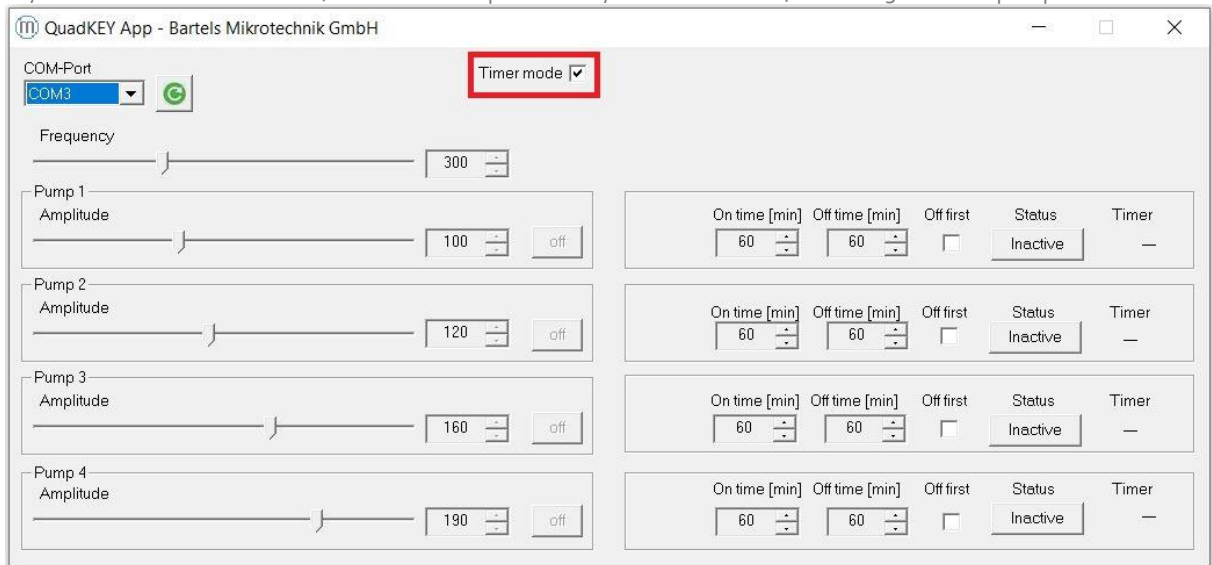 QuadKEY App - Bartels Mikrotechnik GmbH
COM-Port
COM3
Timer mode
Frequency
300
Pump 1
Amplitude
100
off
On time [min] Off time [min] Off first Status Timer
60 60 Inactive —
Pump 2
Amplitude
120
off
On time [min] Off time [min] Off first Status Timer
60 60 Inactive —
Pump 3
Amplitude
160
off
On time [min] Off time [min] Off first Status Timer
60 60 Inactive —
Pump 4
Amplitude
190
off
On time [min] Off time [min] Off first Status Timer
60 60 Inactive —